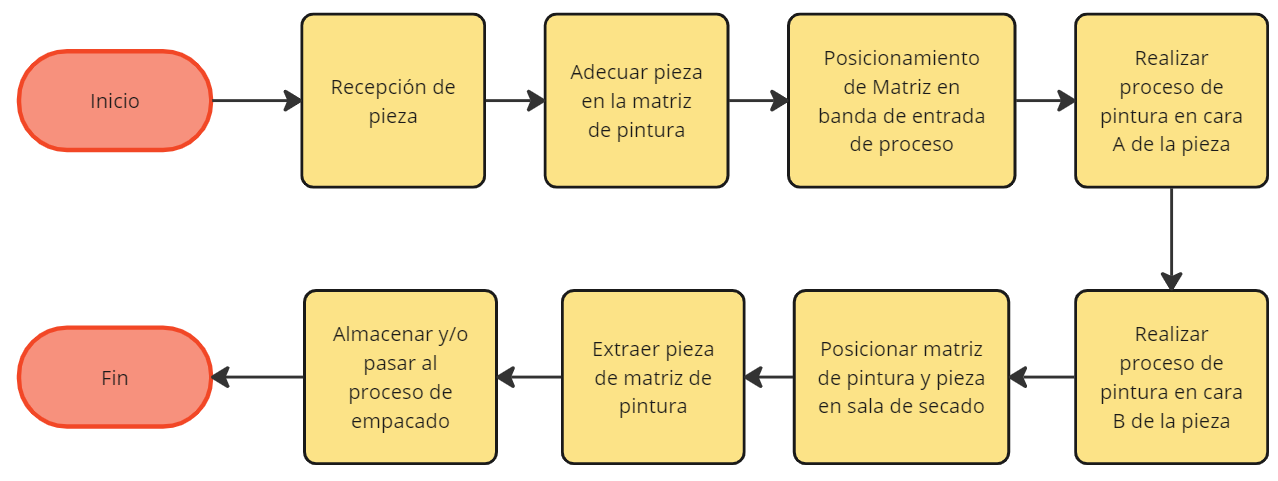 Inicio
Recepción de
pieza
Adecuar pieza
en la matriz
de pintura
Posicionamiento
de Matriz en
banda de entrada
de proceso
Realizar
proceso de
pintura en cara
A de la pieza
Realizar
proceso de
pintura en cara
B de la pieza
Posicionar matriz
de pintura y pieza
en sala de secado
Extraer pieza
de matriz de
pintura
Almacenar y/o
pasar al
proceso de
empacado
Fin